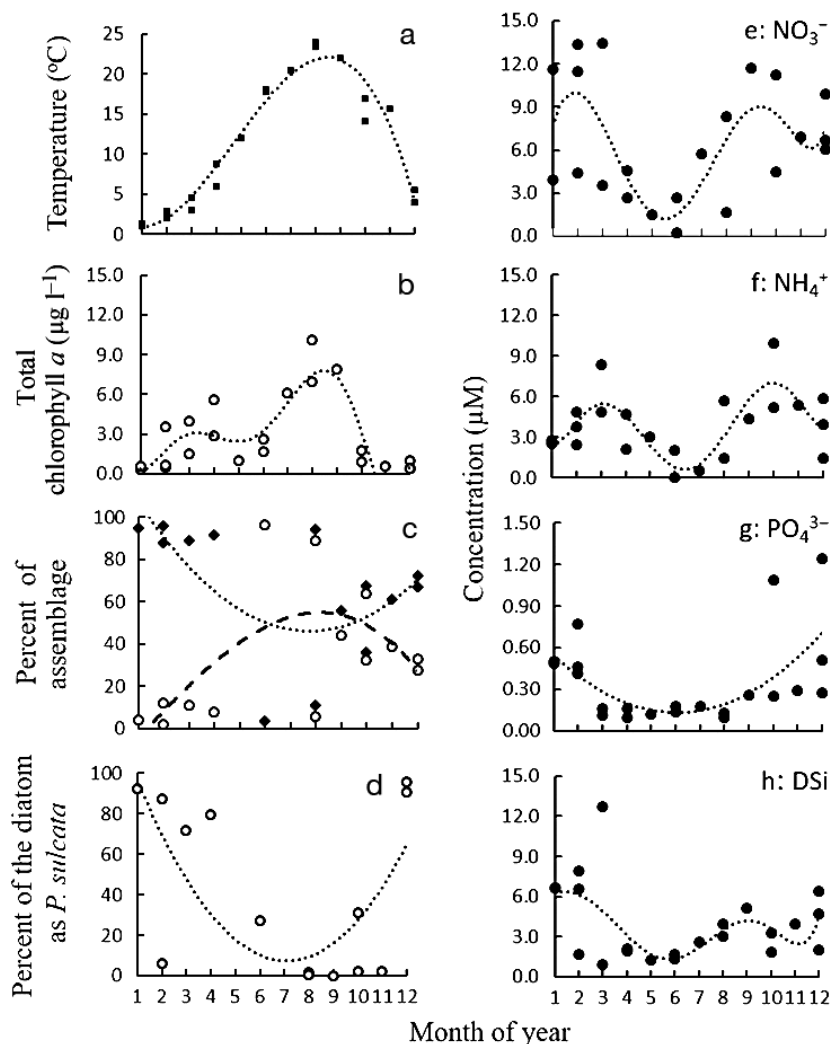 a
Temperature (°C)
25
20
15
10
5
0
b
Total
chlorophyll a (µg l⁻¹)
15.0
12.0
9.0
6.0
3.0
0.0
c
Percent of
assemblage
100
80
60
40
20
0
d
Percent of the diatom
as P. sulcata
100
80
60
40
20
0
1 2 3 4 5 6 7 8 9 10 11 12
e: NO₃⁻
15.0
12.0
9.0
6.0
3.0
0.0
f: NH₄⁺
15.0
12.0
9.0
6.0
3.0
0.0
Concentration (µM)
g: PO₄³⁻
1.50
1.20
0.90
0.60
0.30
0.00
h: DSi
15.0
12.0
9.0
6.0
3.0
0.0
1 2 3 4 5 6 7 8 9 10 11 12
Month of year